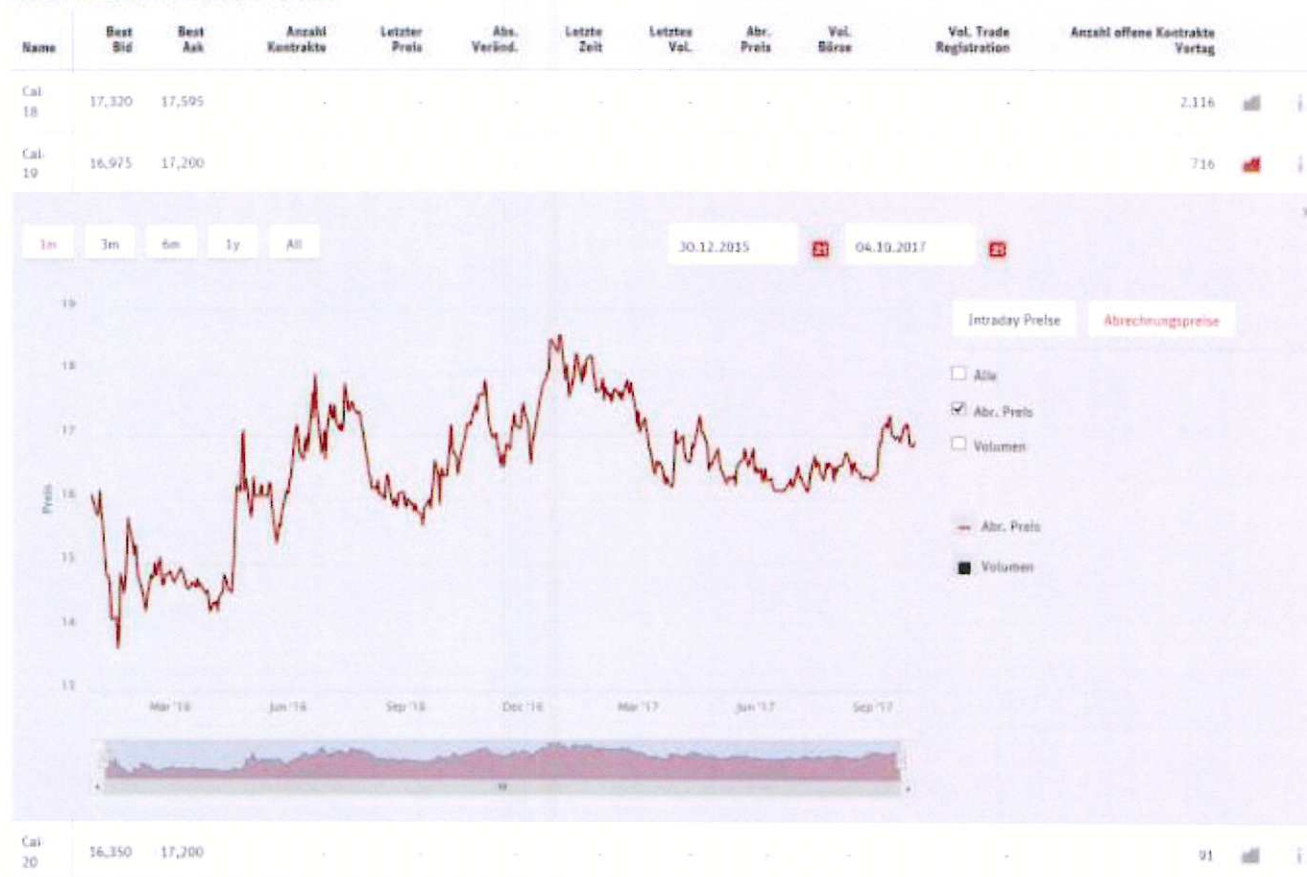 Name Best Bid Best Ask Anzahl Kontrakte Letzter Preis Abs. Veränd. Letzte Zeit Letztes Vol. Abr. Preis Vol. Börse Vol. Trade Registration Anzahl offene Kontrakte Vortag
Cal 18 17,320 17,595 - - - - - - - - 2.116
Cal 19 16,975 17,200 716
1m 3m 6m 1y All 30.12.2015 04.10.2017
Intraday Preise Abrechnungspreise
Alle
Abr. Preis
Volumen
Abr. Preis
Volumen
Preis
19
18
17
16
15
14
13
Mar '16 Jun '16 Sep '16 Dec '16 Mar '17 Jun '17 Sep '17
Cal 20 16,350 17,200 - - - - - - - - 91